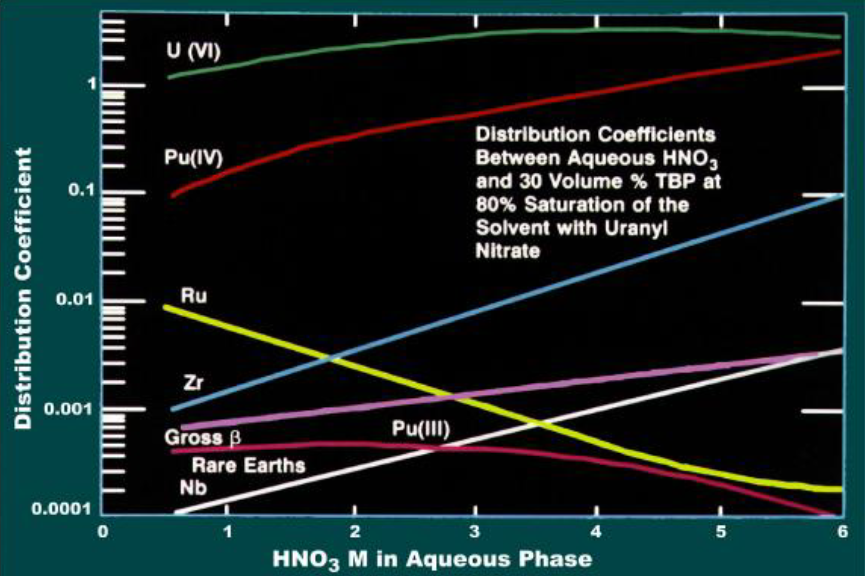 U (VI)
1
Pu(IV)
Distribution Coefficients
Between Aqueous HNO₃
and 30 Volume % TBP at
80% Saturation of the
Solvent with Uranyl
Nitrate
0.1
Ru
0.01
Zr
0.001
Gross β
Pu(III)
Rare Earths
Nb
0.0001
0 1 2 3 4 5 6
HNO₃ M in Aqueous Phase
Distribution Coefficient